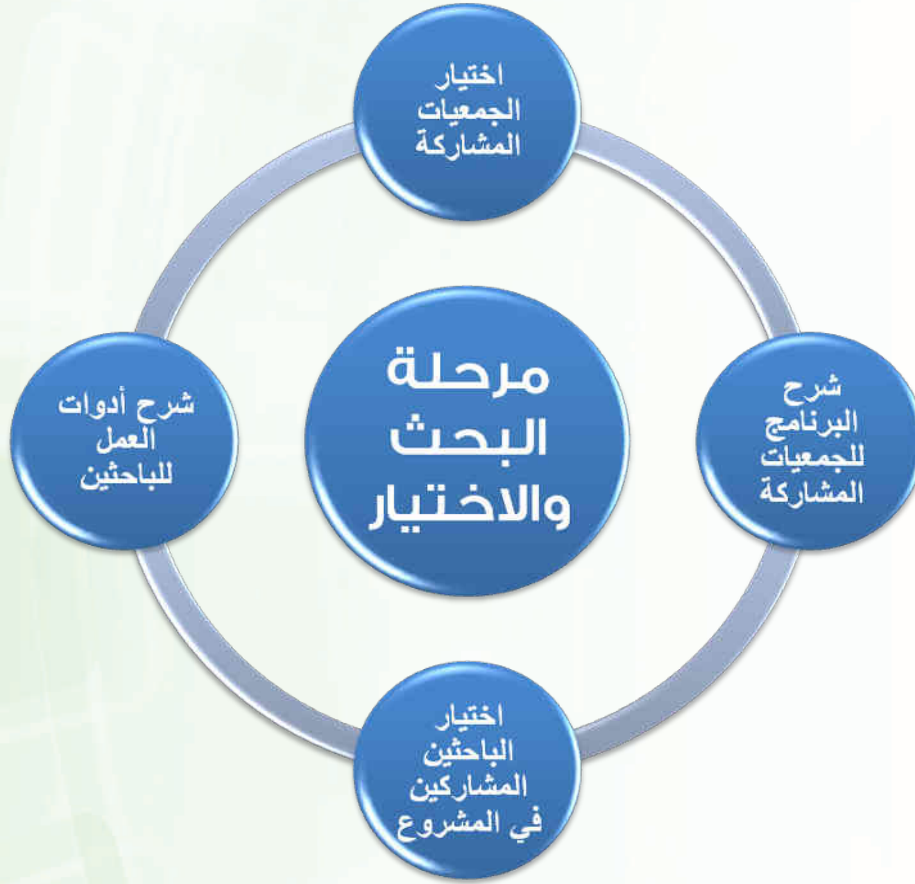 اختيار
الجمعيات
المشاركة
شرح
البرنامج
للجمعيات
المشاركة
مرحلة
البحث
والاختيار
شرح أدوات
العمل
للباحثين
اختيار
الباحثين
المشاركين
في المشروع